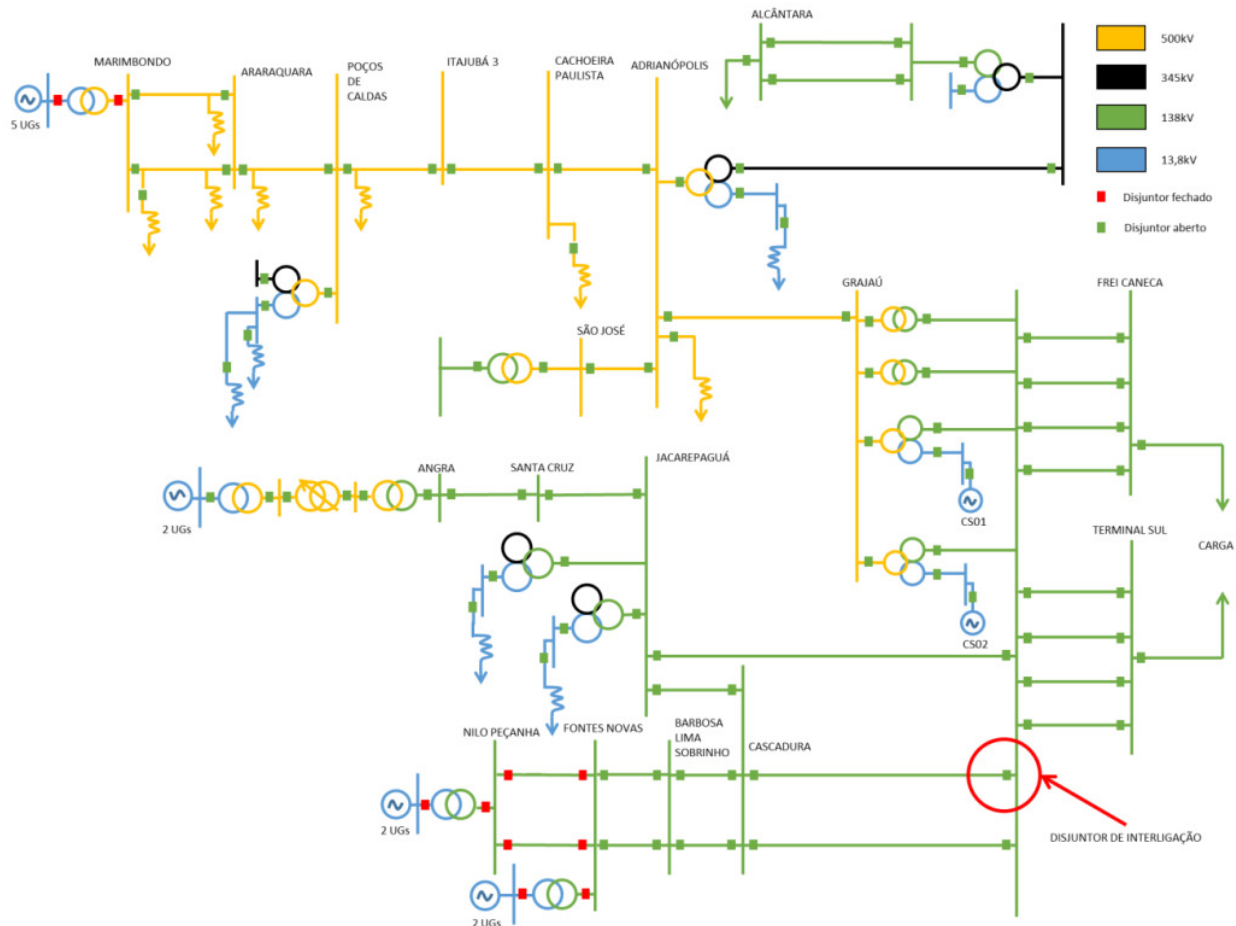 ALCÂNTARA
MARIMBONDO
ARARAQUARA
POÇOS
DE
CALDAS
ITAJUBÁ 3
CACHOEIRA
PAULISTA
ADRIANÓPOLIS
500kV
345kV
138kV
13,8kV
Disjuntor fechado
Disjuntor aberto
5 UGs
GRAJAÚ
FREI CANECA
SÃO JOSÉ
JACAREPAGUÁ
ANGRA
SANTA CRUZ
2 UGs
CS01
TERMINAL SUL
CARGA
CS02
NILO PEÇANHA
FONTES NOVAS
BARBOSA
LIMA
SOBRINHO
CASCADURA
2 UGs
DISJUNTOR DE INTERLIGAÇÃO
2 UGs